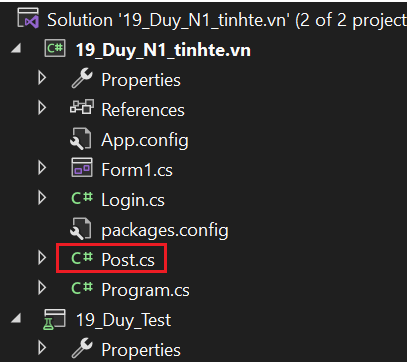 Solution '19_Duy_N1_tinhte.vn' (2 of 2 project
C# 19_Duy_N1_tinhte.vn
Properties
References
App.config
Form1.cs
C# Login.cs
packages.config
C# Post.cs
C# Program.cs
19_Duy_Test
Properties